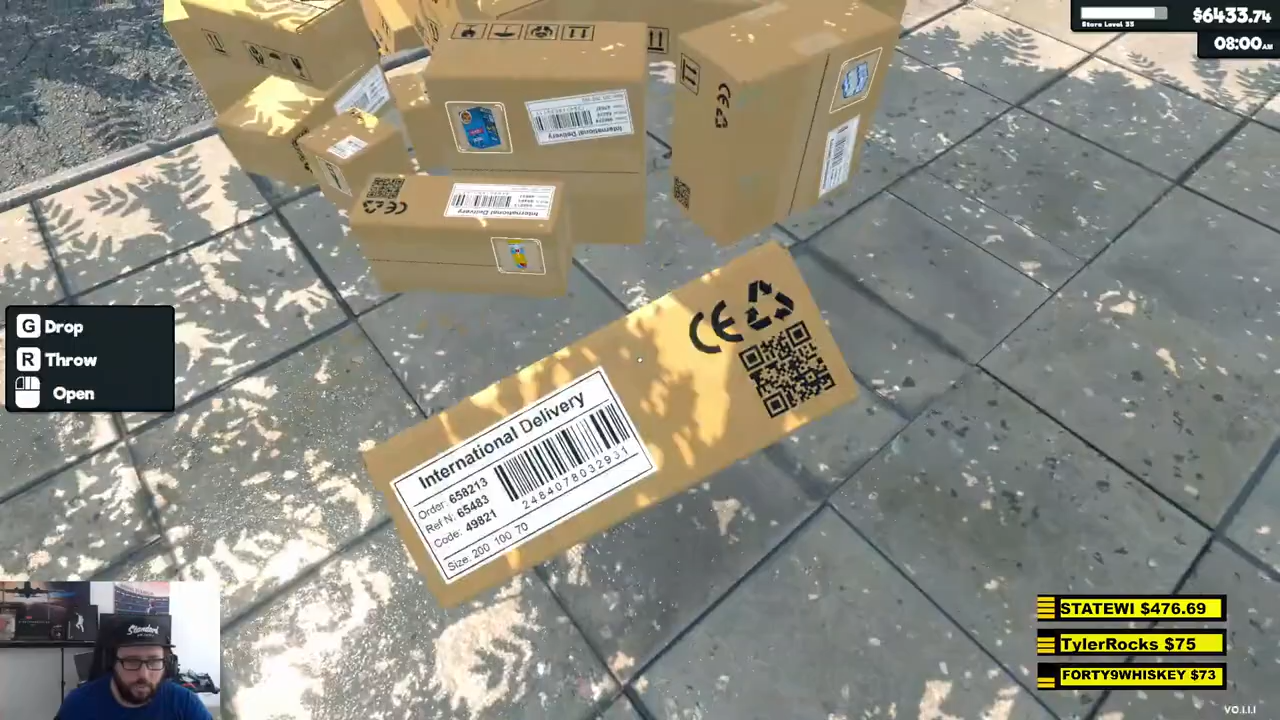 Store Level 33
$6433.74
08:00AM
International Delivery
International Delivery
G Drop
R Throw
Open
CE
International Delivery
Order: 658213
Ref N: 65483
Code: 49821
2484078032931
Size: 200 100 70
STATEWI $476.69
TylerRocks $75
FORTY9WHISKEY $73
Standard
V0.1.1.1